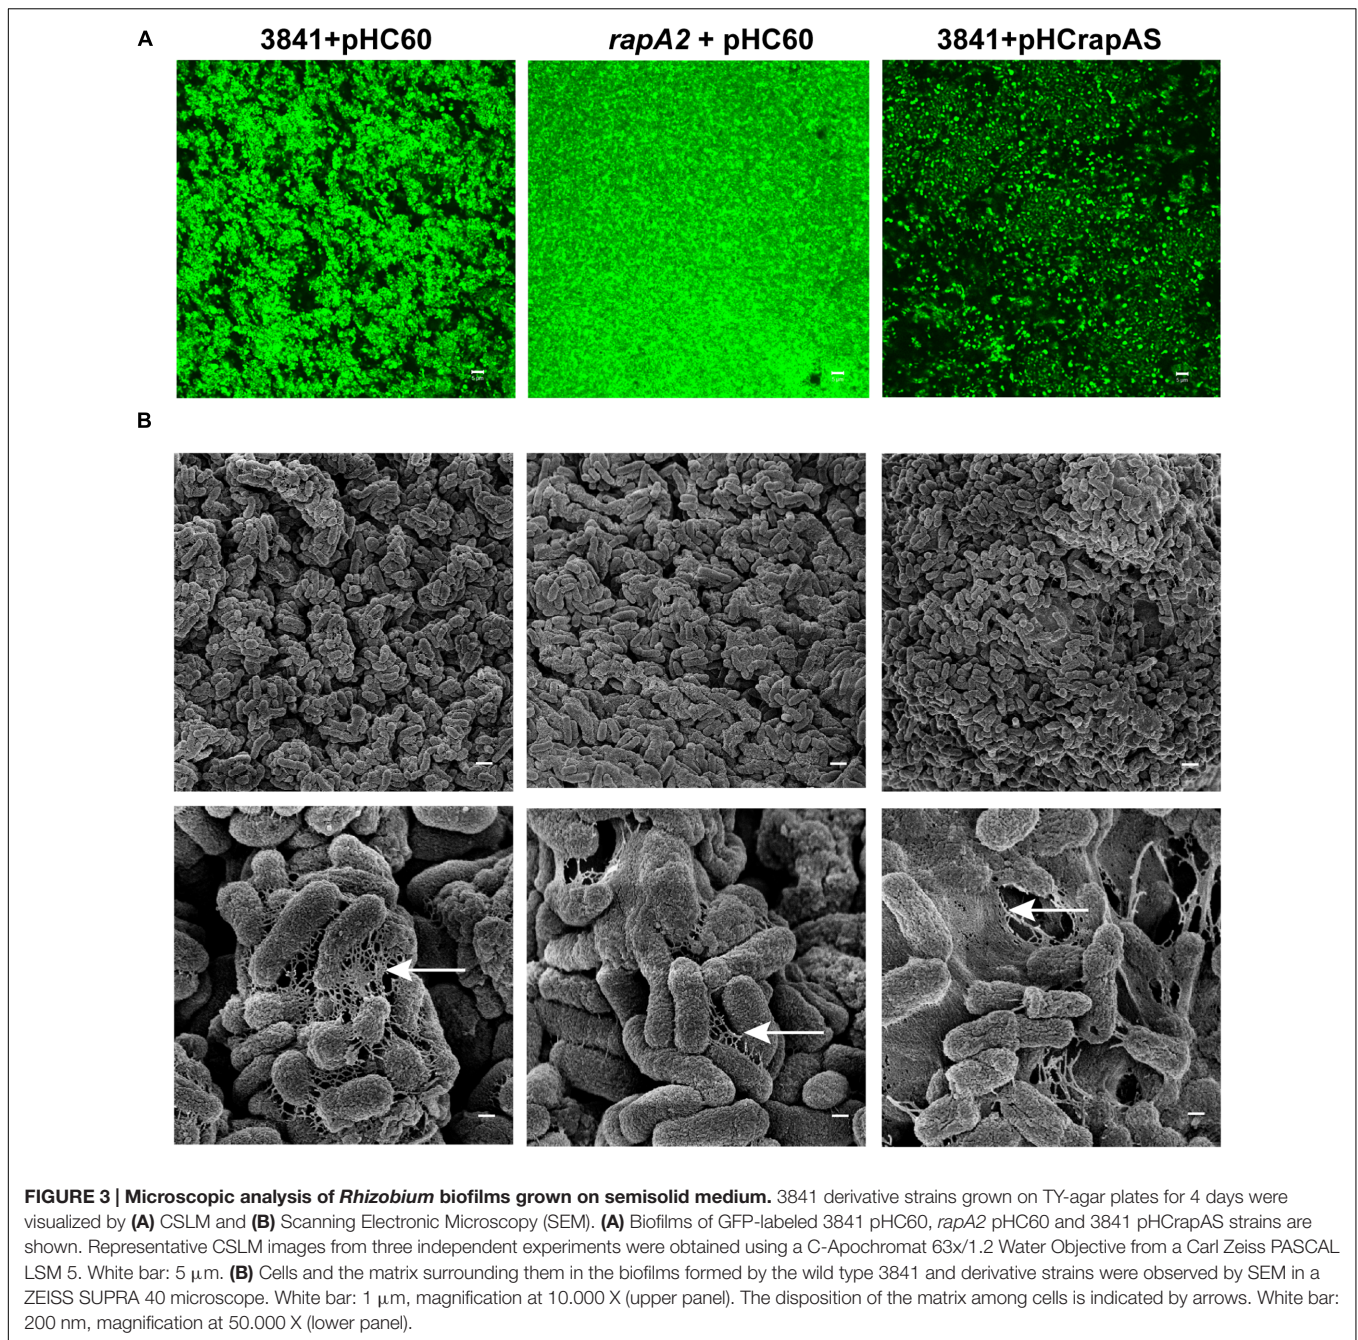 A
3841+pHC60
rapA2 + pHC60
3841+pHCrapAS
5 µm
5 µm
5 µm
B
FIGURE 3 | Microscopic analysis of Rhizobium biofilms grown on semisolid medium. 3841 derivative strains grown on TY-agar plates for 4 days were
visualized by (A) CSLM and (B) Scanning Electronic Microscopy (SEM). (A) Biofilms of GFP-labeled 3841 pHC60, rapA2 pHC60 and 3841 pHCrapAS strains are
shown. Representative CSLM images from three independent experiments were obtained using a C-Apochromat 63x/1.2 Water Objective from a Carl Zeiss PASCAL
LSM 5. White bar: 5 µm. (B) Cells and the matrix surrounding them in the biofilms formed by the wild type 3841 and derivative strains were observed by SEM in a
ZEISS SUPRA 40 microscope. White bar: 1 µm, magnification at 10.000 X (upper panel). The disposition of the matrix among cells is indicated by arrows. White bar:
200 nm, magnification at 50.000 X (lower panel).